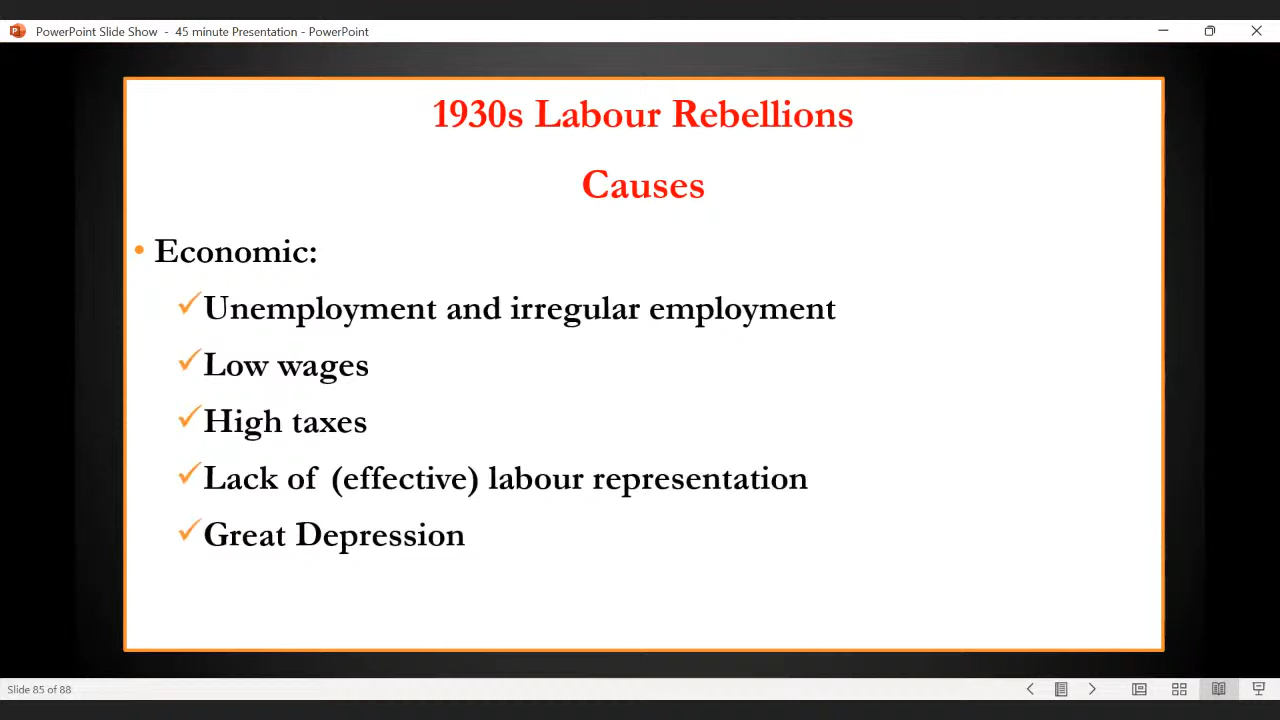 PowerPoint Slide Show - 45 minute Presentation - PowerPoint
1930s Labour Rebellions
Causes
• Economic:
✓Unemployment and irregular employment
✓Low wages
✓High taxes
✓Lack of (effective) labour representation
✓Great Depression
Slide 85 of 88